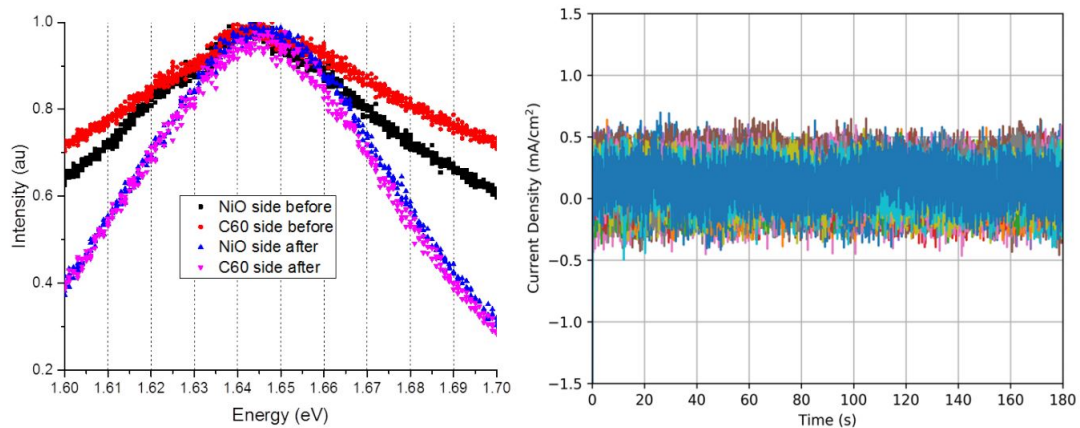 1.0
0.8
0.6
0.4
0.2
Intensity (au)
NiO side before
C60 side before
NiO side after
C60 side after
1.60 1.61 1.62 1.63 1.64 1.65 1.66 1.67 1.68 1.69 1.70
Energy (eV)
1.5
1.0
0.5
0.0
−0.5
−1.0
−1.5
Current Density (mA/cm²)
0 20 40 60 80 100 120 140 160 180
Time (s)